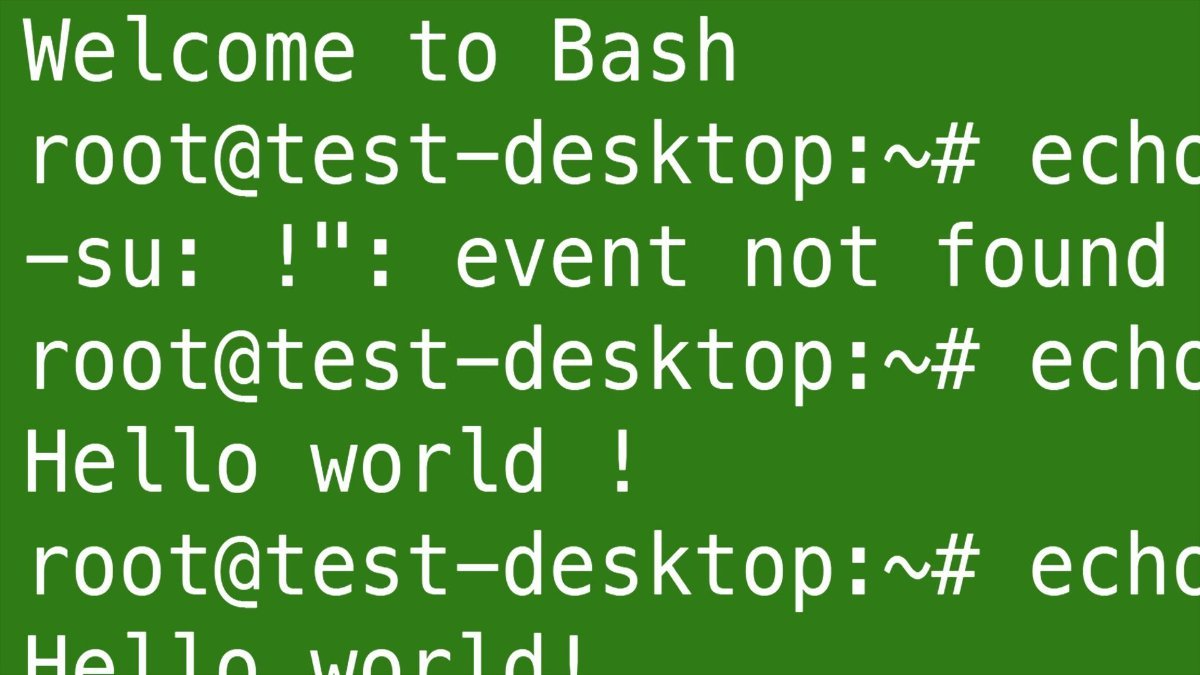 Welcome to Bash
root@test-desktop:~# echo
-su: !": event not found
root@test-desktop:~# echo
Hello world !
root@test-desktop:~# echo
Hello world!